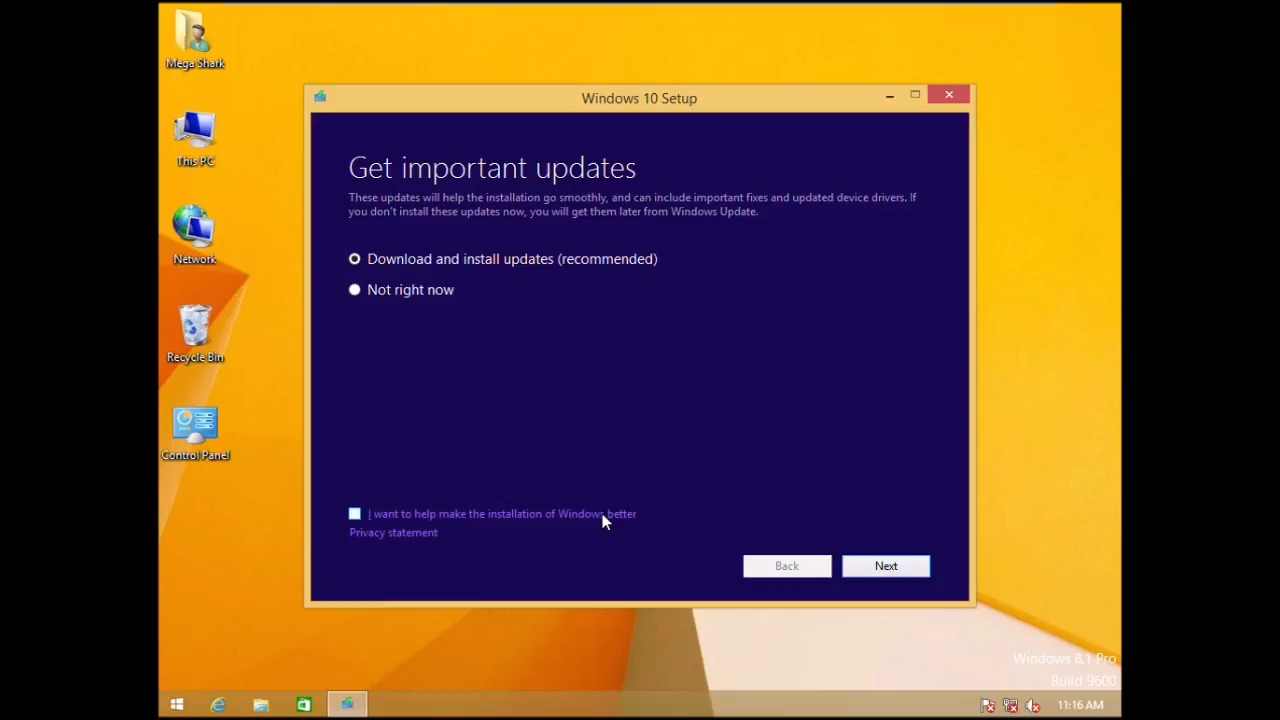 Mega Shark
This PC
Network
Recycle Bin
Control Panel
Windows 10 Setup
Get important updates
These updates will help the installation go smoothly, and can include important fixes and updated device drivers. If
you don't install these updates now, you will get them later from Windows Update.
Download and install updates (recommended)
Not right now
I want to help make the installation of Windows better
Privacy statement
Back
Next
Windows 8.1 Pro
Build 9600
11:16 AM